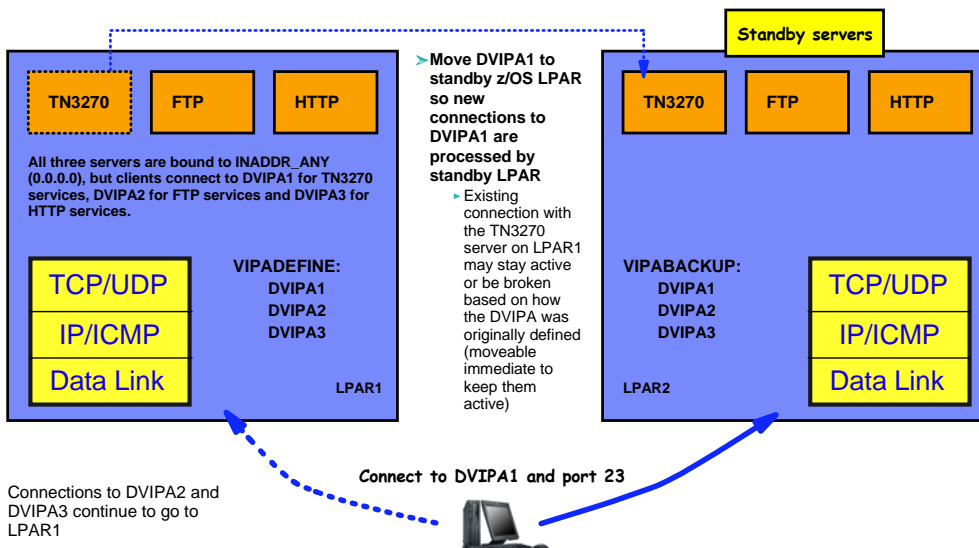 Standby servers
TN3270
FTP
HTTP
All three servers are bound to INADDR_ANY
(0.0.0.0), but clients connect to DVIPA1 for TN3270
services, DVIPA2 for FTP services and DVIPA3 for
HTTP services.
TCP/UDP
IP/ICMP
Data Link
VIPADEFINE:
DVIPA1
DVIPA2
DVIPA3
LPAR1
Move DVIPA1 to
standby z/OS LPAR
so new
connections to
DVIPA1 are
processed by
standby LPAR
Existing
connection with
the TN3270
server on LPAR1
may stay active
or be broken
based on how
the DVIPA was
originally defined
(moveable
immediate to
keep them
active)
TN3270
FTP
HTTP
VIPABACKUP:
DVIPA1
DVIPA2
DVIPA3
LPAR2
TCP/UDP
IP/ICMP
Data Link
Connect to DVIPA1 and port 23
Connections to DVIPA2 and
DVIPA3 continue to go to
LPAR1